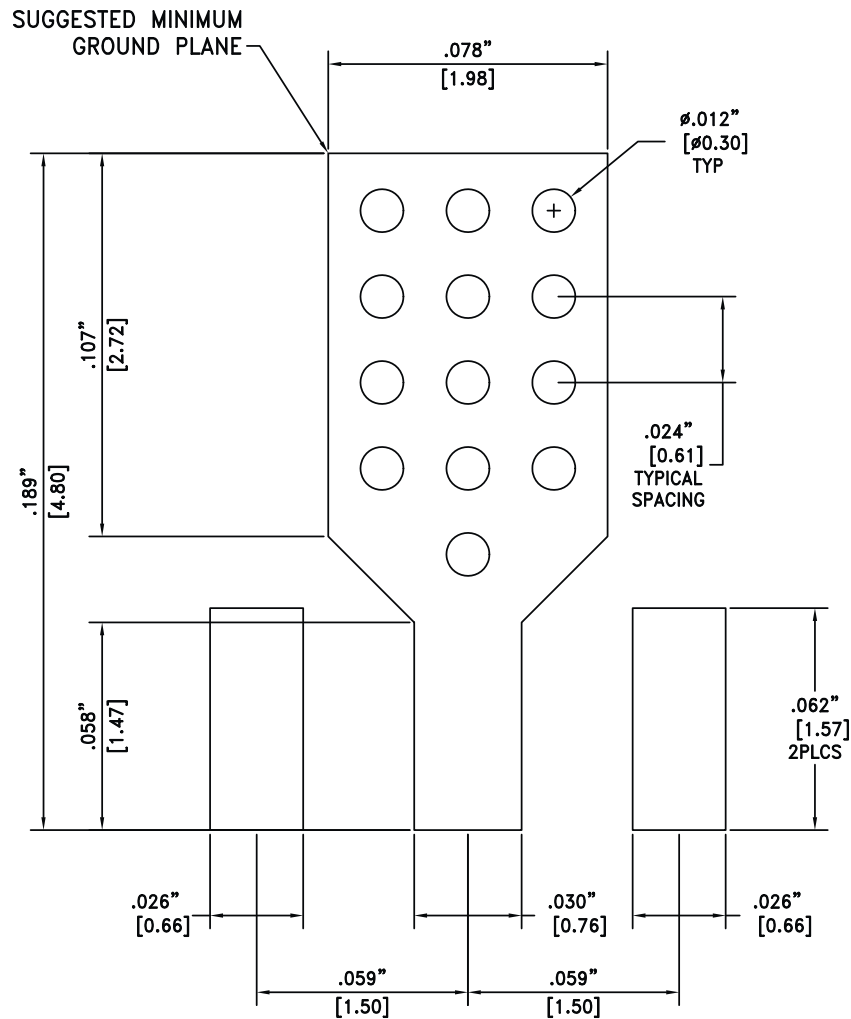 SUGGESTED MINIMUM
GROUND PLANE
.078”
[1.98]
ø.012”
[ø0.30]
TYP
.107”
[2.72]
.189”
[4.80]
.024”
[0.61]
TYPICAL
SPACING
.058”
[1.47]
.062”
[1.57]
2PLCS
.026”
[0.66]
.030”
[0.76]
.026”
[0.66]
.059”
[1.50]
.059”
[1.50]